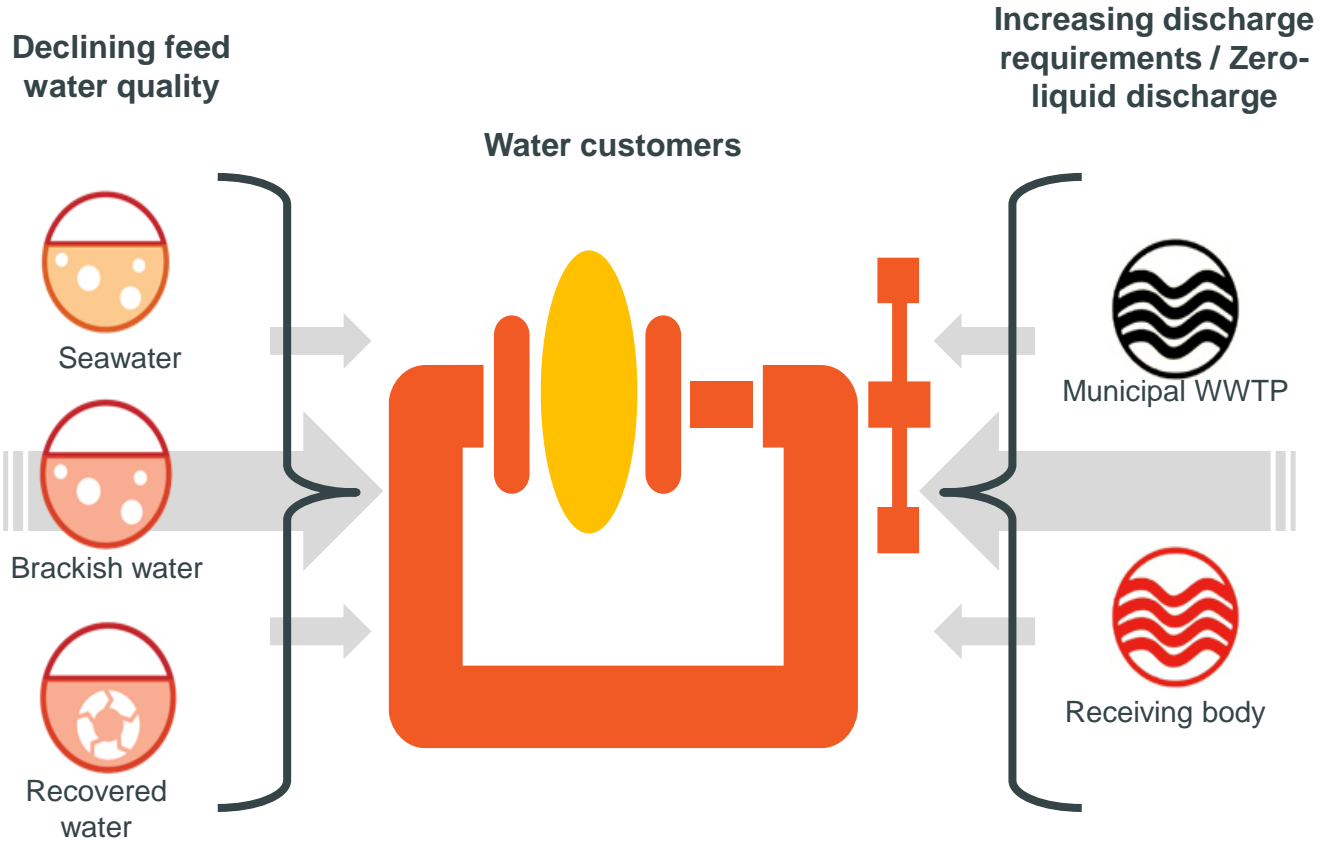 Declining feed
water quality
Seawater
Brackish water
Recovered
water
Water customers
Increasing discharge
requirements / Zero-
liquid discharge
Municipal WWTP
Receiving body